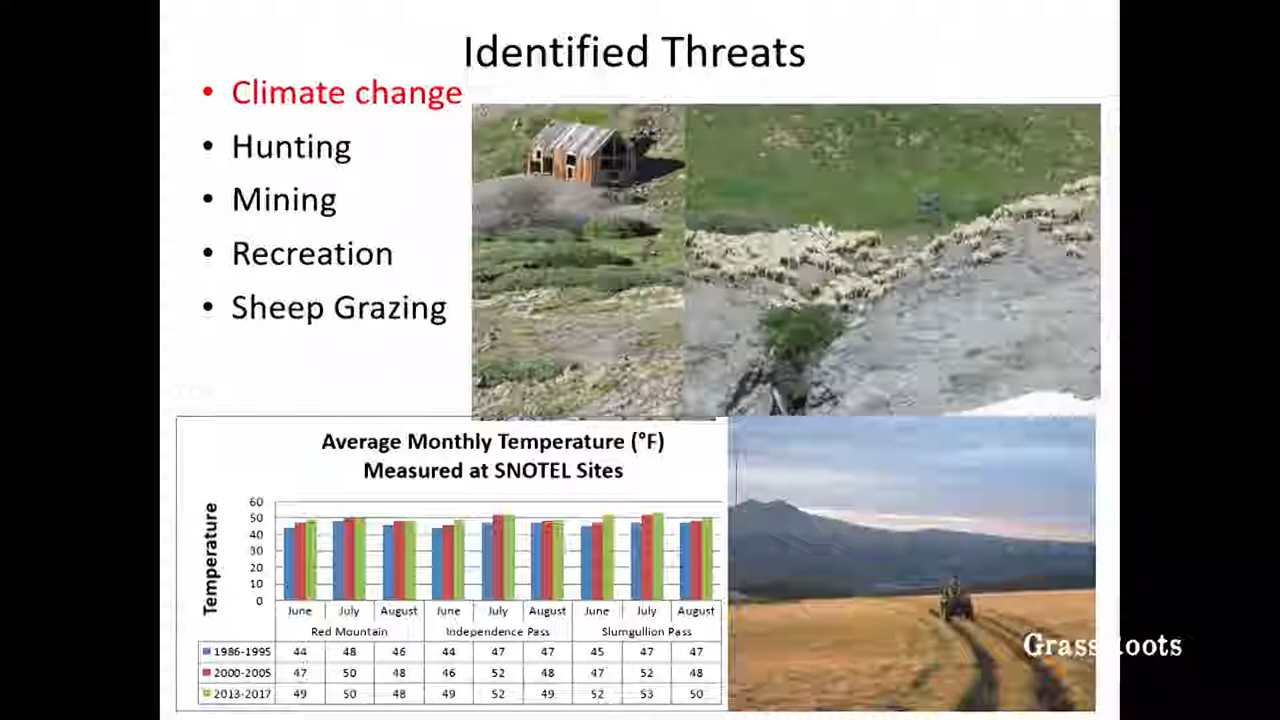 Identified Threats
• Climate change
• Hunting
• Mining
• Recreation
• Sheep Grazing
Average Monthly Temperature (°F)
Measured at SNOTEL Sites
Temperature
60
50
40
30
20
10
0
June July August June July August June July August
Red Mountain Independence Pass Slumgullion Pass
1986-1995 44 48 46 44 47 47 45 47 47
2000-2005 47 50 48 46 52 48 47 52 48
2013-2017 49 50 48 49 52 49 52 53 50